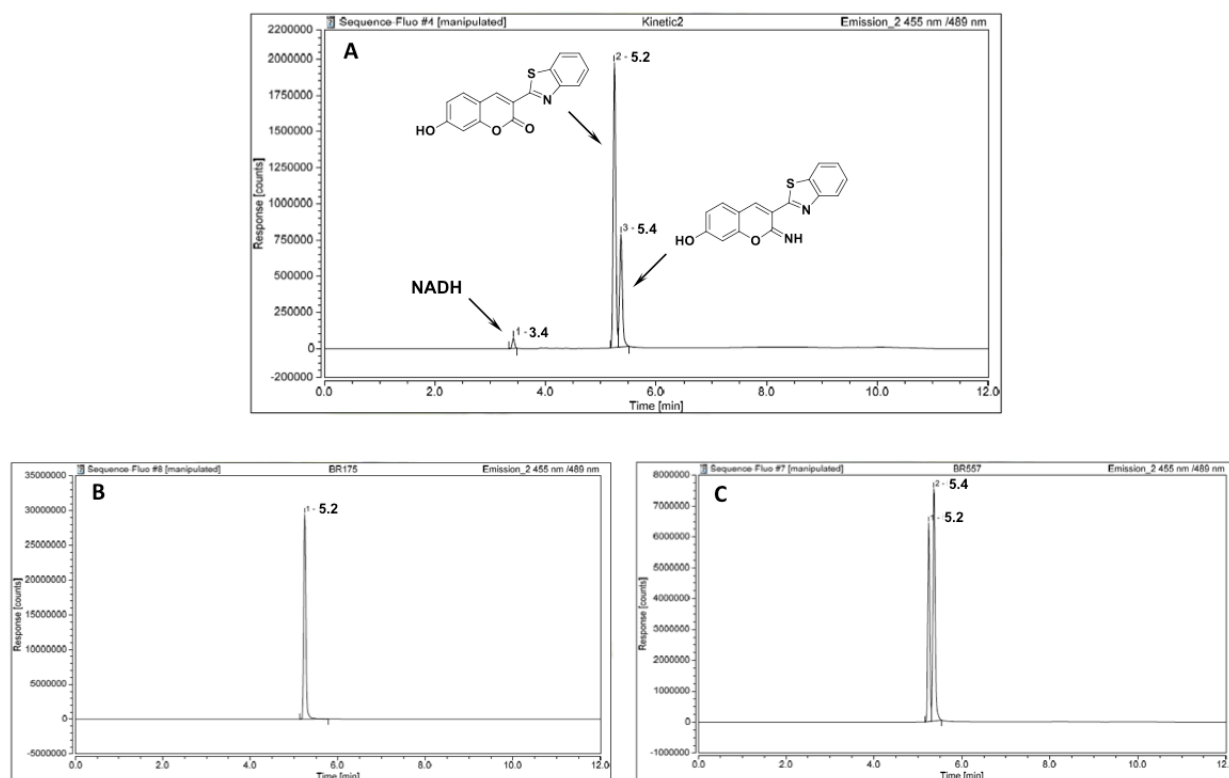 Sequence-Fluo #4 [manipulated] Kinetic2 Emission_2 455 nm /489 nm
A
Response [counts]
2200000
2000000
1750000
1500000
1250000
1000000
750000
500000
250000
0
-200000
S
N
HO
O
O
2 - 5.2
S
N
HO
O
NH
3 - 5.4
NADH
1 - 3.4
0.0 2.0 4.0 6.0 8.0 10.0 12.0
Time [min]
Sequence-Fluo #8 [manipulated] BR175 Emission_2 455 nm /489 nm
B
Response [counts]
35000000
30000000
25000000
20000000
15000000
10000000
5000000
0
-5000000
1 - 5.2
0.0 2.0 4.0 6.0 8.0 10.0 12.0
Time [min]
Sequence-Fluo #7 [manipulated] BR557 Emission_2 455 nm /489 nm
C
Response [counts]
8000000
7000000
6000000
5000000
4000000
3000000
2000000
1000000
0
-1000000
2 - 5.4
1 - 5.2
0.0 2.0 4.0 6.0 8.0 10.0 12.0
Time [min]